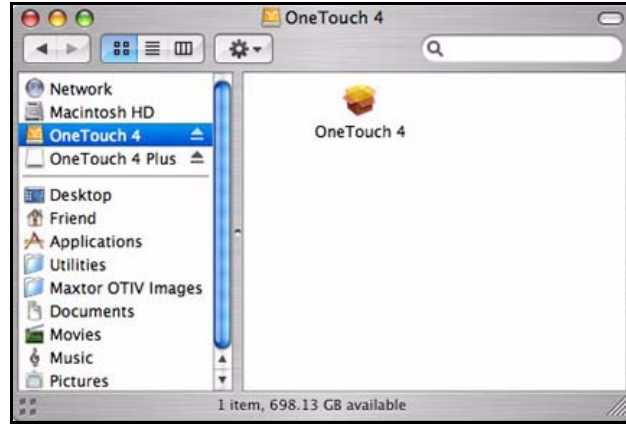 OneTouch 4
Network
Macintosh HD
OneTouch 4
OneTouch 4 Plus
Desktop
Friend
Applications
Utilities
Maxtor OTIV Images
Documents
Movies
Music
Pictures
OneTouch 4
1 item, 698.13 GB available